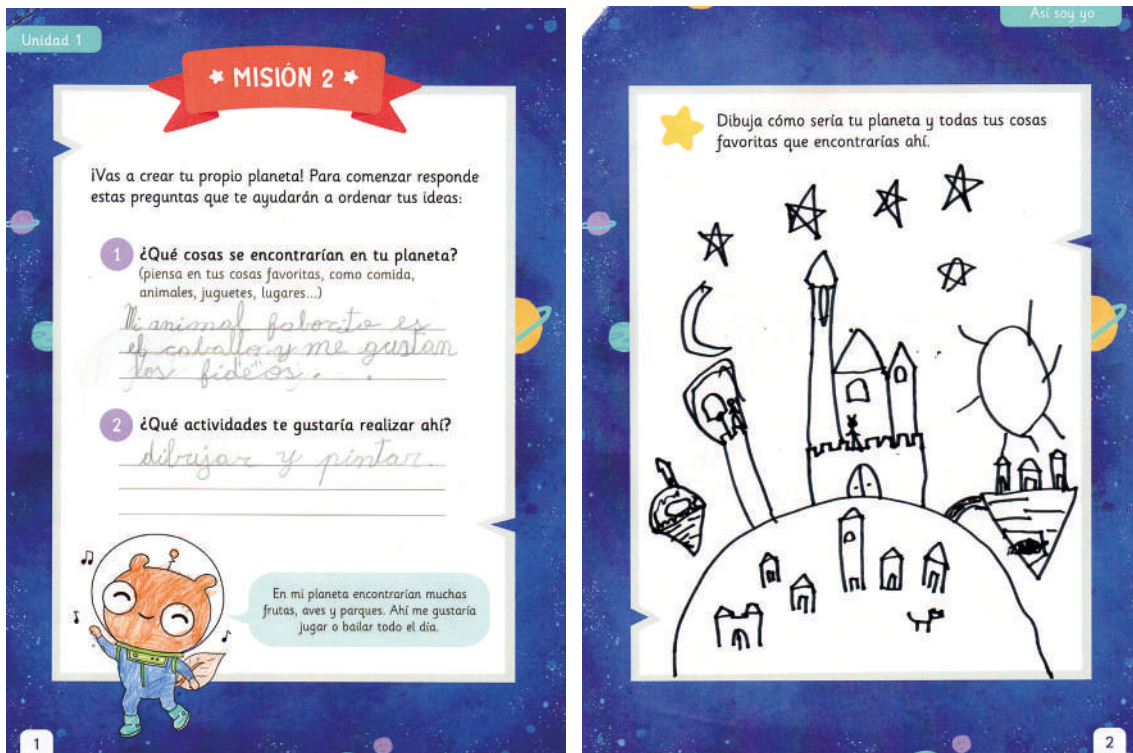 Unidad 1
MISIÓN 2
¡Vas a crear tu propio planeta! Para comenzar responde
estas preguntas que te ayudarán a ordenar tus ideas:
1 ¿Qué cosas se encontrarían en tu planeta?
(piensa en tus cosas favoritas, como comida,
animales, juguetes, lugares...)
Mi animal faborito es
el caballo y me gustan
los fideos.
2 ¿Qué actividades te gustaría realizar ahí?
dibujar y pintar.
En mi planeta encontrarían muchas
frutas, aves y parques. Ahí me gustaría
jugar o bailar todo el día.
1
Así soy yo
Dibuja cómo sería tu planeta y todas tus cosas
favoritas que encontrarías ahí.
2